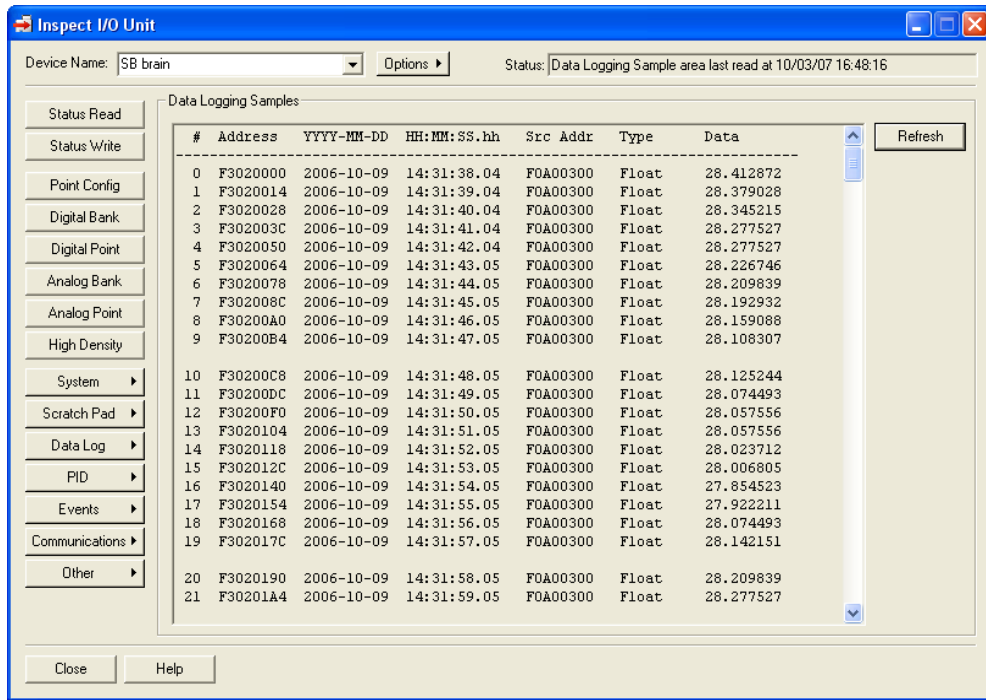 Inspect I/O Unit
Device Name: SB brain Options Status: Data Logging Sample area last read at 10/03/07 16:48:16
Status Read
Status Write
Point Config
Digital Bank
Digital Point
Analog Bank
Analog Point
High Density
System
Scratch Pad
Data Log
PID
Events
Communications
Other
Data Logging Samples
# Address YYYY-MM-DD HH:MM:SS.hh Src Addr Type Data
0 F3020000 2006-10-09 14:31:38.04 F0A00300 Float 28.412872
1 F3020014 2006-10-09 14:31:39.04 F0A00300 Float 28.379028
2 F3020028 2006-10-09 14:31:40.04 F0A00300 Float 28.345215
3 F302003C 2006-10-09 14:31:41.04 F0A00300 Float 28.277527
4 F3020050 2006-10-09 14:31:42.04 F0A00300 Float 28.277527
5 F3020064 2006-10-09 14:31:43.05 F0A00300 Float 28.226746
6 F3020078 2006-10-09 14:31:44.05 F0A00300 Float 28.209839
7 F302008C 2006-10-09 14:31:45.05 F0A00300 Float 28.192932
8 F30200A0 2006-10-09 14:31:46.05 F0A00300 Float 28.159088
9 F30200B4 2006-10-09 14:31:47.05 F0A00300 Float 28.108307
10 F30200C8 2006-10-09 14:31:48.05 F0A00300 Float 28.125244
11 F30200DC 2006-10-09 14:31:49.05 F0A00300 Float 28.074493
12 F30200F0 2006-10-09 14:31:50.05 F0A00300 Float 28.057556
13 F3020104 2006-10-09 14:31:51.05 F0A00300 Float 28.057556
14 F3020118 2006-10-09 14:31:52.05 F0A00300 Float 28.023712
15 F302012C 2006-10-09 14:31:53.05 F0A00300 Float 28.006805
16 F3020140 2006-10-09 14:31:54.05 F0A00300 Float 27.854523
17 F3020154 2006-10-09 14:31:55.05 F0A00300 Float 27.922211
18 F3020168 2006-10-09 14:31:56.05 F0A00300 Float 28.074493
19 F302017C 2006-10-09 14:31:57.05 F0A00300 Float 28.142151
20 F3020190 2006-10-09 14:31:58.05 F0A00300 Float 28.209839
21 F30201A4 2006-10-09 14:31:59.05 F0A00300 Float 28.277527
Refresh
Close Help